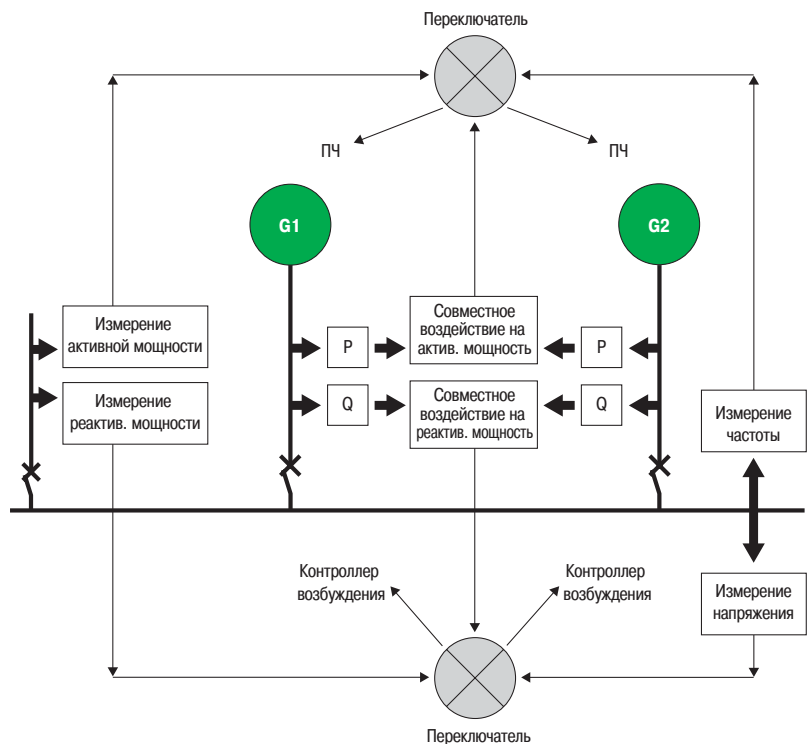 Переключатель
ПЧ
ПЧ
G1
G2
Измерение
активной мощности
P
Совместное
воздействие на
актив. мощность
P
Измерение
реактив. мощности
Q
Совместное
воздействие на
реактив. мощность
Q
Измерение
частоты
Контроллер
возбуждения
Контроллер
возбуждения
Измерение
напряжения
Переключатель